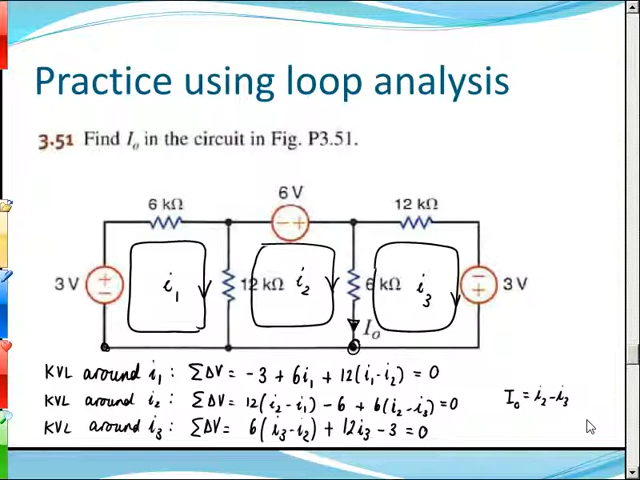 Practice using loop analysis
3.51 Find I₀ in the circuit in Fig. P3.51.
6 kΩ
6 V
12 kΩ
− +
3 V
+
−
i₁
12 kΩ
i₂
6 kΩ
i₃
−
+
3 V
I₀
KVL around i₁ : ΣΔV = -3 + 6i₁ + 12(i₁-i₂) = 0
KVL around i₂ : ΣΔV = 12(i₂ - i₁) - 6 + 6(i₂-i₃) = 0
I₀ = i₂ - i₃
KVL around i₃ : ΣΔV = 6(i₃-i₂) + 12i₃ - 3 = 0